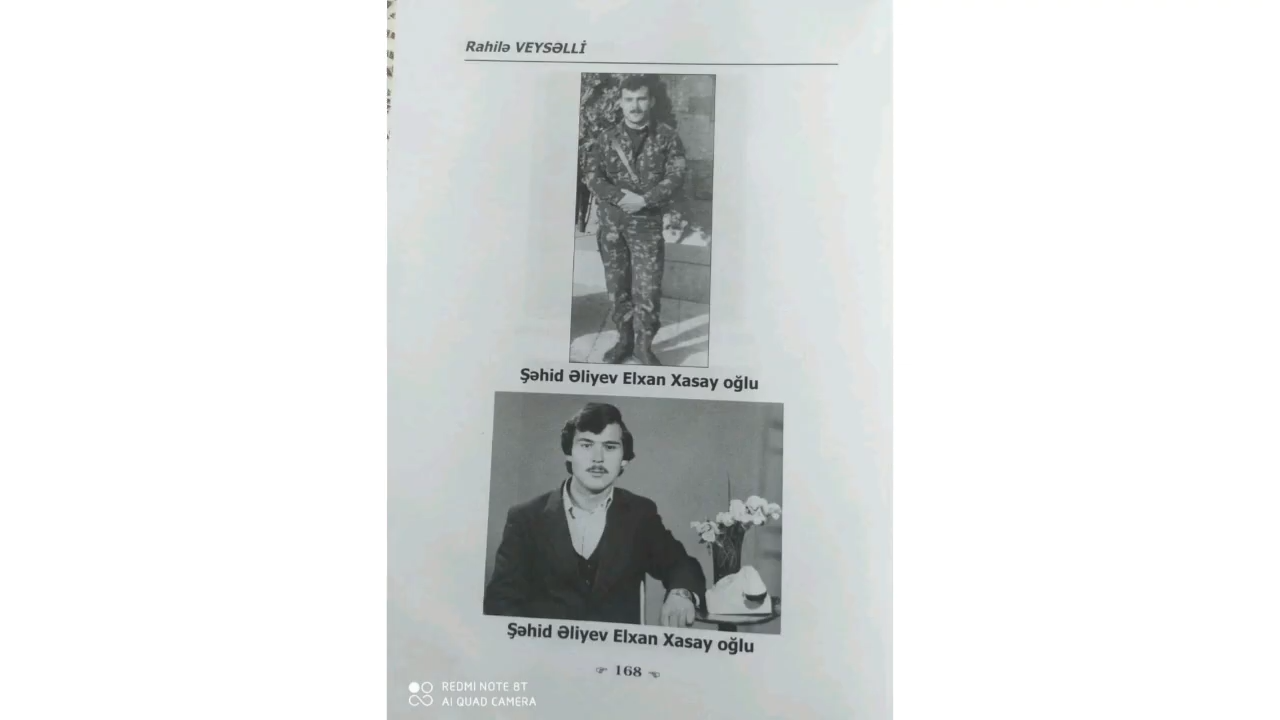 Rahilə VEYSƏLLİ
Şəhid Əliyev Elxan Xasay oğlu
Şəhid Əliyev Elxan Xasay oğlu
168
REDMI NOTE 8T
AI QUAD CAMERA